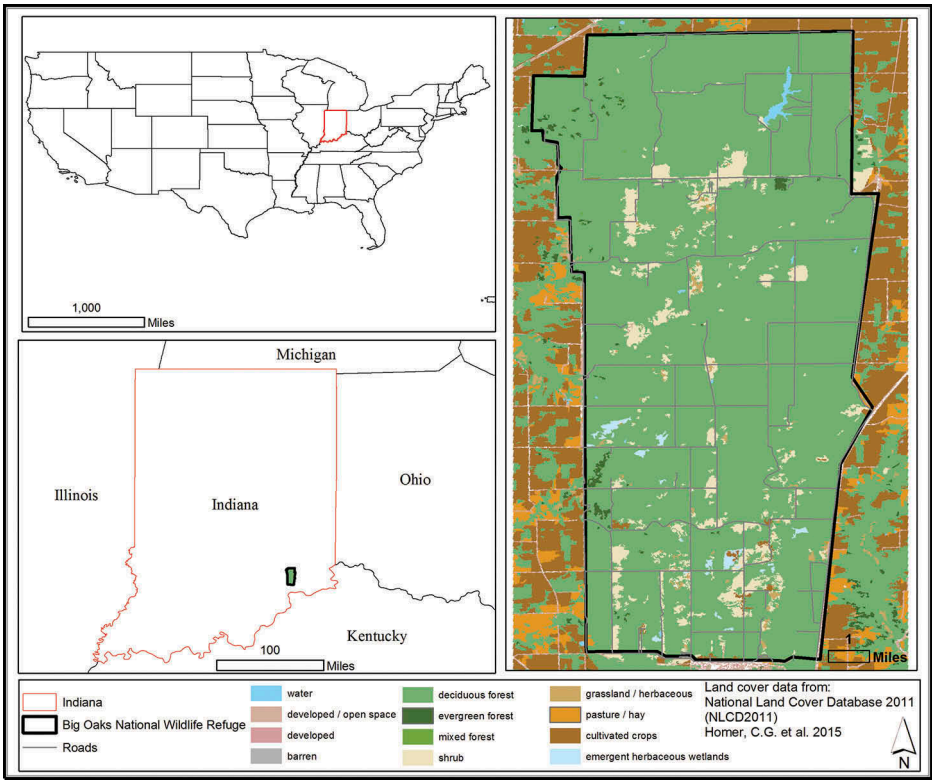 1,000
Miles
Michigan
Illinois
Indiana
Ohio
Kentucky
100
Miles
1
Miles
Indiana
Big Oaks National Wildlife Refuge
Roads
water
developed / open space
developed
barren
deciduous forest
evergreen forest
mixed forest
shrub
grassland / herbaceous
pasture / hay
cultivated crops
emergent herbaceous wetlands
Land cover data from:
National Land Cover Database 2011
(NLCD2011)
Homer, C.G. et al. 2015
N